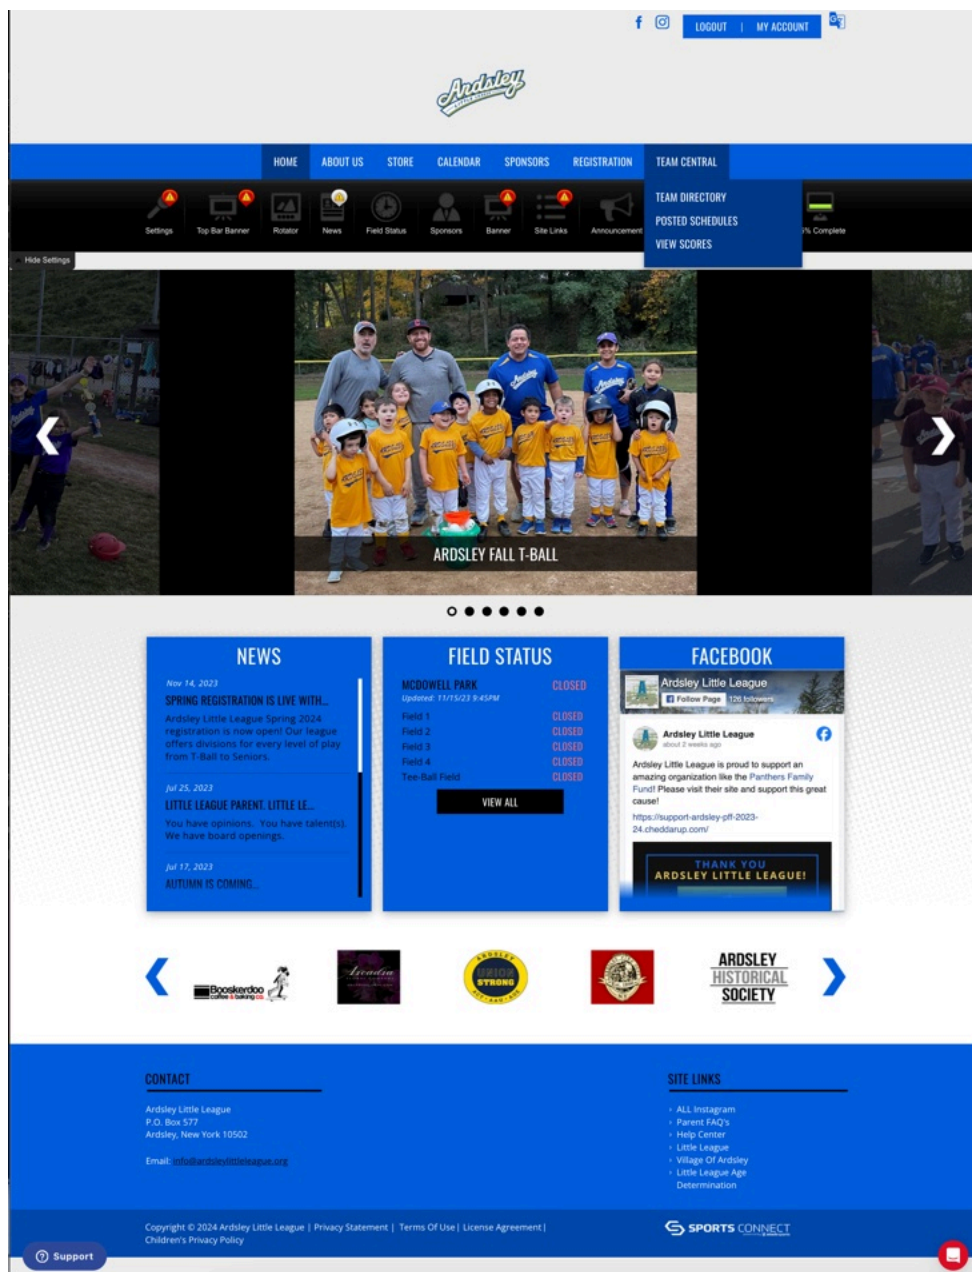 LOGOUT | MY ACCOUNT
Ardsley
LITTLE LEAGUE
HOME ABOUT US STORE CALENDAR SPONSORS REGISTRATION TEAM CENTRAL
TEAM DIRECTORY
POSTED SCHEDULES
VIEW SCORES
Settings Top Bar Banner Rotator News Field Status Sponsors Banner Site Links Announcement % Complete
Hide Settings
ARDSLEY FALL T-BALL
NEWS
Nov 14, 2023
SPRING REGISTRATION IS LIVE WITH...
Ardsley Little League Spring 2024
registration is now open! Our league
offers divisions for every level of play
from T-Ball to Seniors.
Jul 25, 2023
LITTLE LEAGUE PARENT. LITTLE LE...
You have opinions. You have talent(s).
We have board openings.
Jul 17, 2023
AUTUMN IS COMING...
FIELD STATUS
MCDOWELL PARK CLOSED
Updated: 11/15/23 9:45PM
Field 1 CLOSED
Field 2 CLOSED
Field 3 CLOSED
Field 4 CLOSED
Tee-Ball Field CLOSED
VIEW ALL
FACEBOOK
Ardsley Little League
Follow Page 126 followers
Ardsley Little League
about 2 weeks ago
Ardsley Little League is proud to support an
amazing organization like the Panthers Family
Fund! Please visit their site and support this great
cause!
https://support-ardsley-pff-2023-
24.cheddarup.com/
THANK YOU
ARDSLEY LITTLE LEAGUE!
Booskerdoo
coffee & baking co.
Arcadia
ARDSLEY
UNION
STRONG
ARDSLEY
HISTORICAL
SOCIETY
CONTACT
Ardsley Little League
P.O. Box 577
Ardsley, New York 10502
Email: info@ardsleylittleleague.org
SITE LINKS
ALL Instagram
Parent FAQ's
Help Center
Little League
Village Of Ardsley
Little League Age
Determination
Copyright © 2024 Ardsley Little League | Privacy Statement | Terms Of Use | License Agreement |
Children's Privacy Policy
SPORTS CONNECT
Support